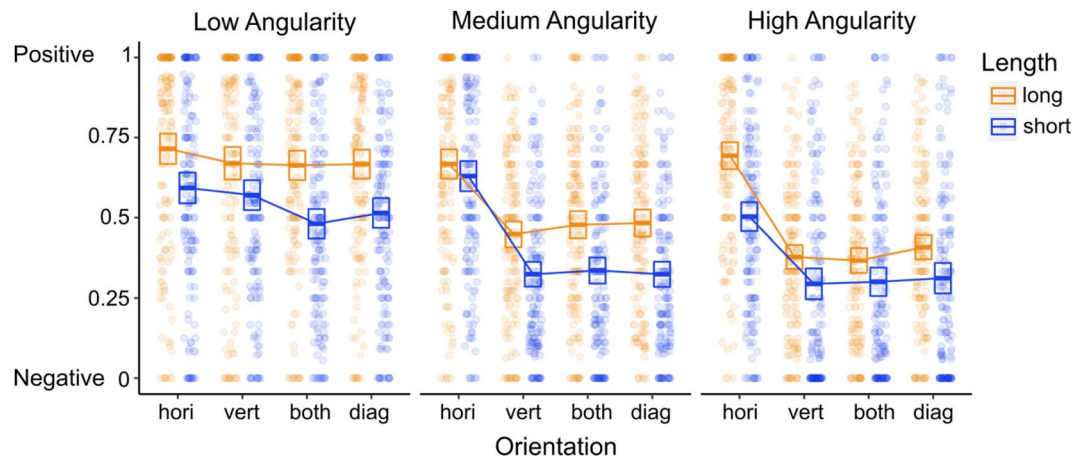 Low Angularity
Medium Angularity
High Angularity
Positive
1
0.75
0.5
0.25
Negative
0
hori vert both diag
hori vert both diag
hori vert both diag
Orientation
Length
long
short